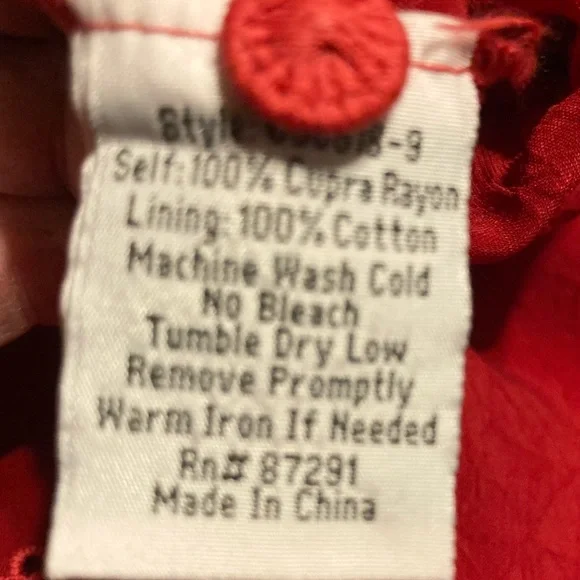 Style:
Self:100% Cupra Rayon
Lining: 100% Cotton
Machine Wash Cold
No Bleach
Tumble Dry Low
Remove Promptly
Warm Iron If Needed
Rn# 87291
Made In China